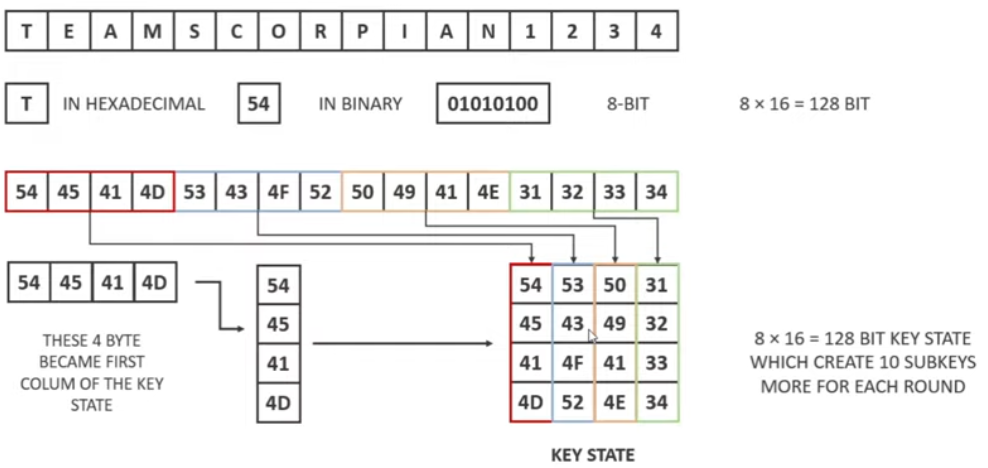 T E A M S C O R P I A N 1 2 3 4
T IN HEXADECIMAL 54 IN BINARY 01010100 8-BIT 8 × 16 = 128 BIT
54 45 41 4D 53 43 4F 52 50 49 41 4E 31 32 33 34
54 45 41 4D
THESE 4 BYTE
BECAME FIRST
COLUM OF THE KEY
STATE
54
45
41
4D
54 53 50 31
45 43 49 32
41 4F 41 33
4D 52 4E 34
KEY STATE
8 × 16 = 128 BIT KEY STATE
WHICH CREATE 10 SUBKEYS
MORE FOR EACH ROUND